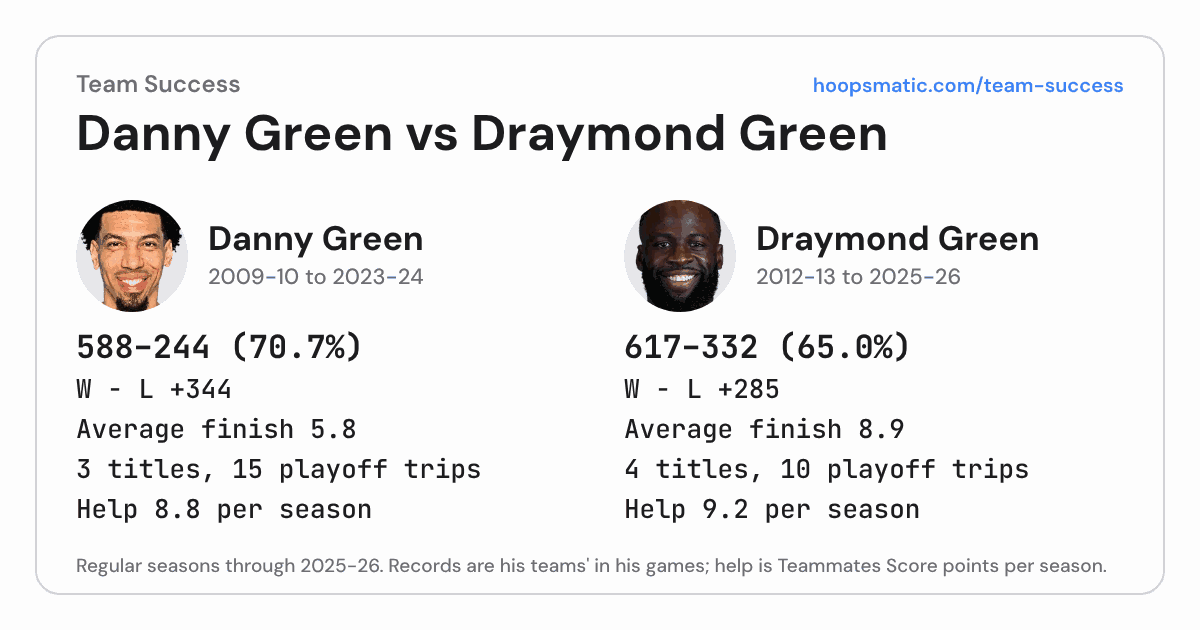 Team Success
hoopsmatic.com/team-success
Danny Green vs Draymond Green
Danny Green
2009-10 to 2023-24
588-244 (70.7%)
W - L +344
Average finish 5.8
3 titles, 15 playoff trips
Help 8.8 per season
Draymond Green
2012-13 to 2025-26
617-332 (65.0%)
W - L +285
Average finish 8.9
4 titles, 10 playoff trips
Help 9.2 per season
Regular seasons through 2025-26. Records are his teams' in his games; help is Teammates Score points per season.